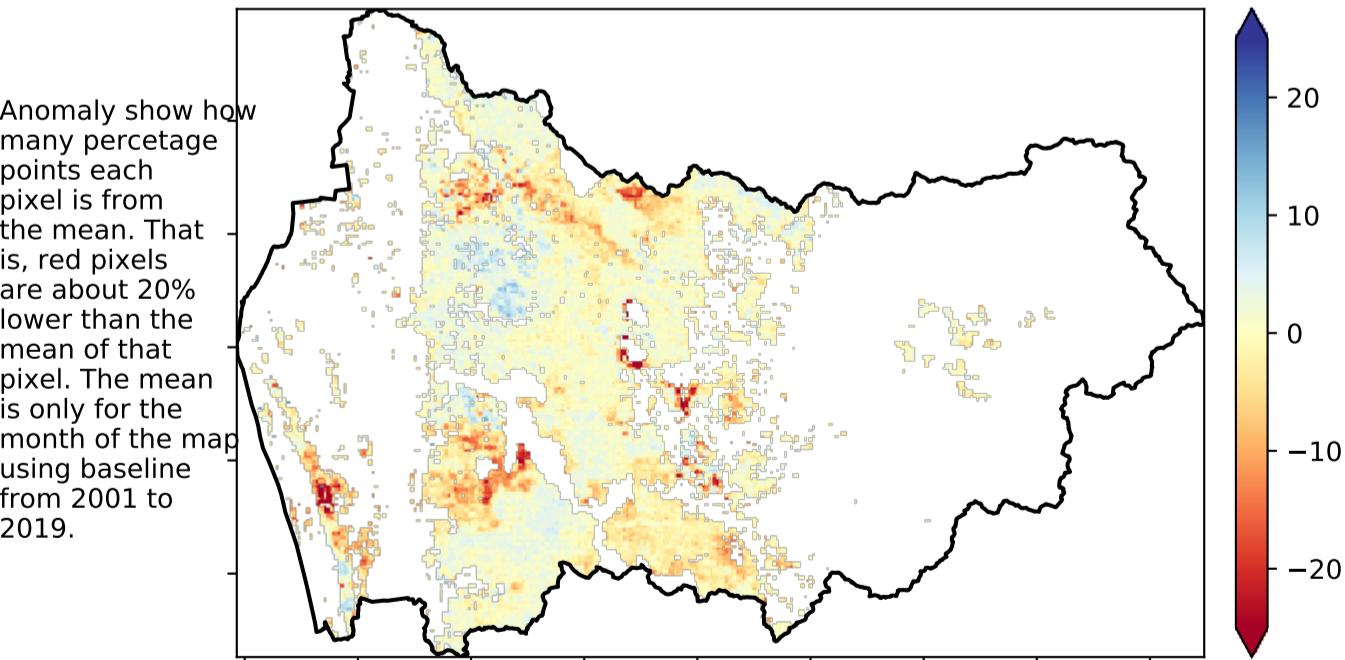 Anomaly show how
many percetage
points each
pixel is from
the mean. That
is, red pixels
are about 20%
lower than the
mean of that
pixel. The mean
is only for the
month of the map
using baseline
from 2001 to
2019.
20
10
0
−10
−20